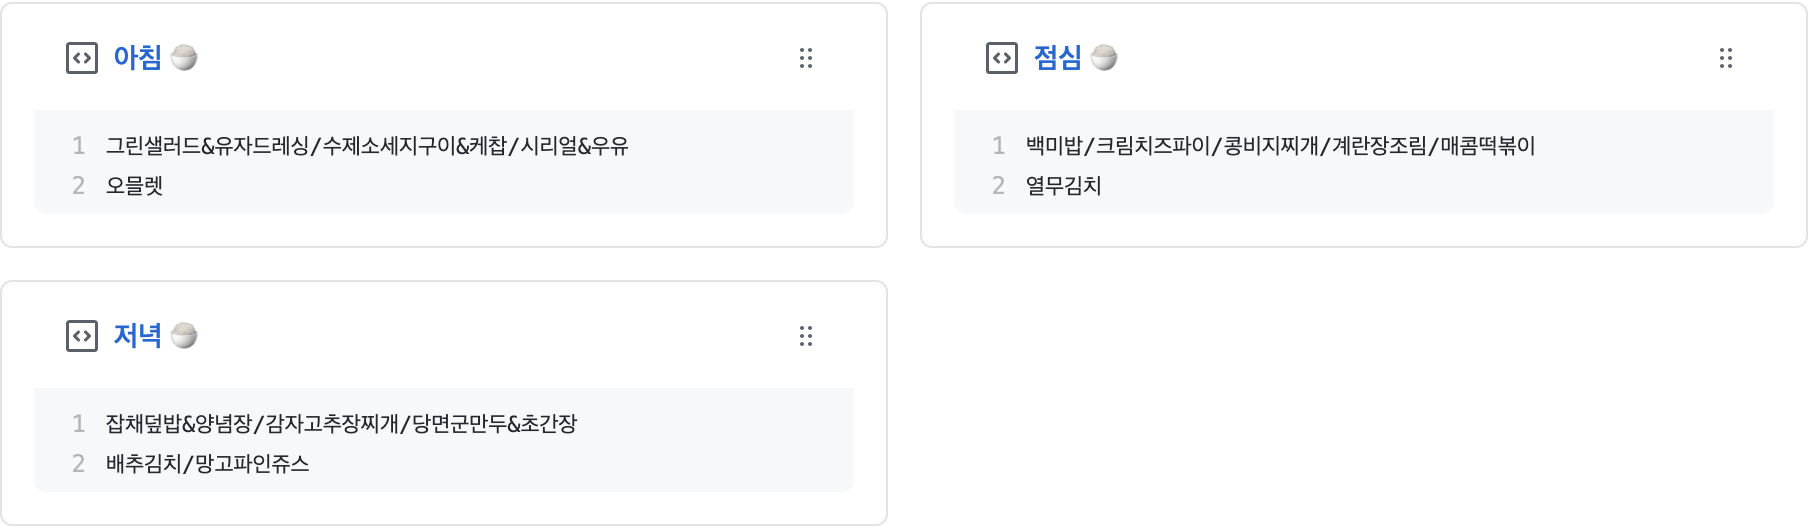 아침 🍚
1 그린샐러드&유자드레싱/수제소세지구이&케찹/시리얼&우유
2 오믈렛
점심 🍚
1 백미밥/크림치즈파이/콩비지찌개/계란장조림/매콤떡볶이
2 열무김치
저녁 🍚
1 잡채덮밥&양념장/감자고추장찌개/당면군만두&초간장
2 배추김치/망고파인쥬스